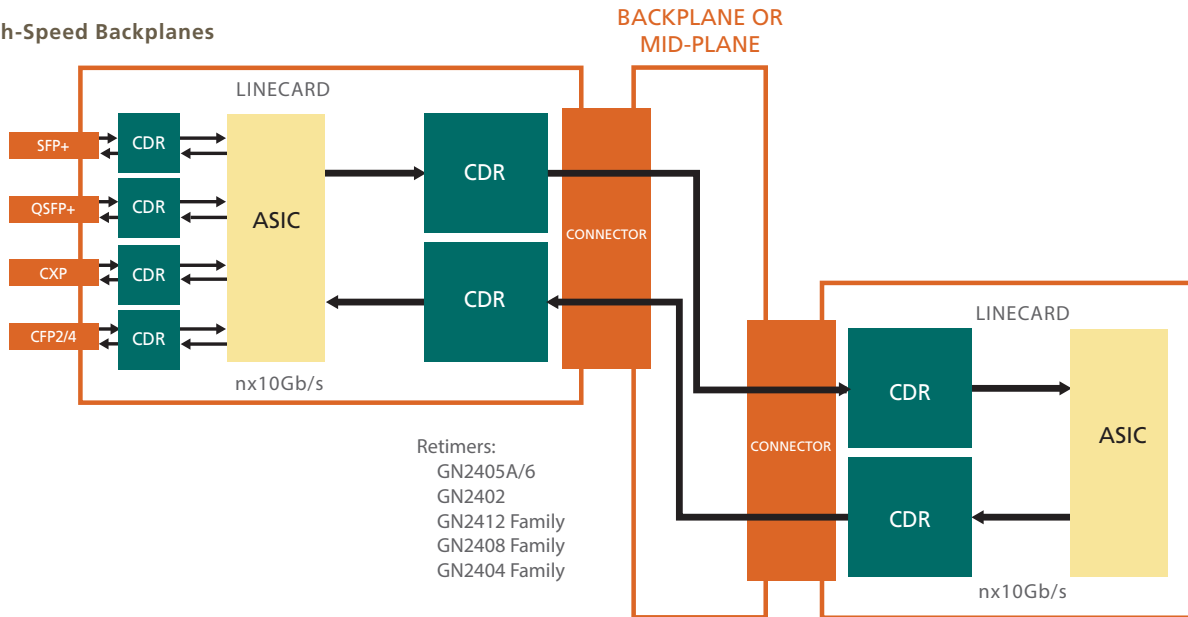 h-Speed Backplanes
BACKPLANE OR
MID-PLANE
LINECARD
SFP+
CDR
QSFP+
CDR
CXP
CDR
CFP2/4
CDR
ASIC
nx10Gb/s
CDR
CDR
CONNECTOR
Retimers:
GN2405A/6
GN2402
GN2412 Family
GN2408 Family
GN2404 Family
CONNECTOR
LINECARD
CDR
CDR
ASIC
nx10Gb/s